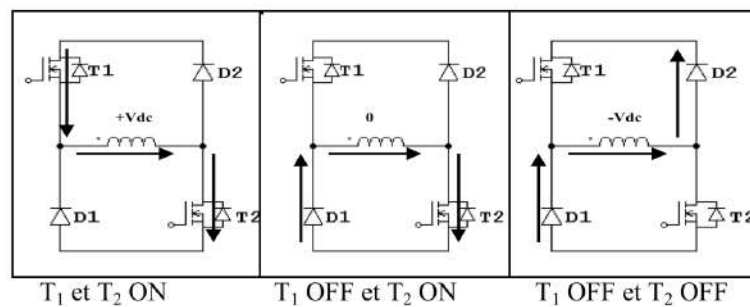 T1
D2
+Vdc
D1
T2
T1
D2
0
D1
T2
T1
D2
-Vdc
D1
T2
T₁ et T₂ ON
T₁ OFF et T₂ ON
T₁ OFF et T₂ OFF